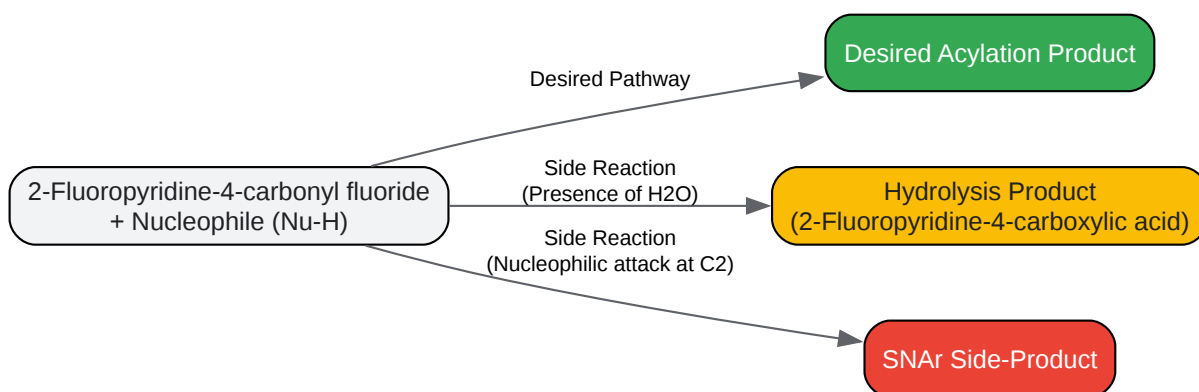 Desired Acylation Product
Desired Pathway
2-Fluoropyridine-4-carbonyl fluoride
+ Nucleophile (Nu-H)
Side Reaction
(Presence of H2O)
Hydrolysis Product
(2-Fluoropyridine-4-carboxylic acid)
Side Reaction
(Nucleophilic attack at C2)
SNAr Side-Product